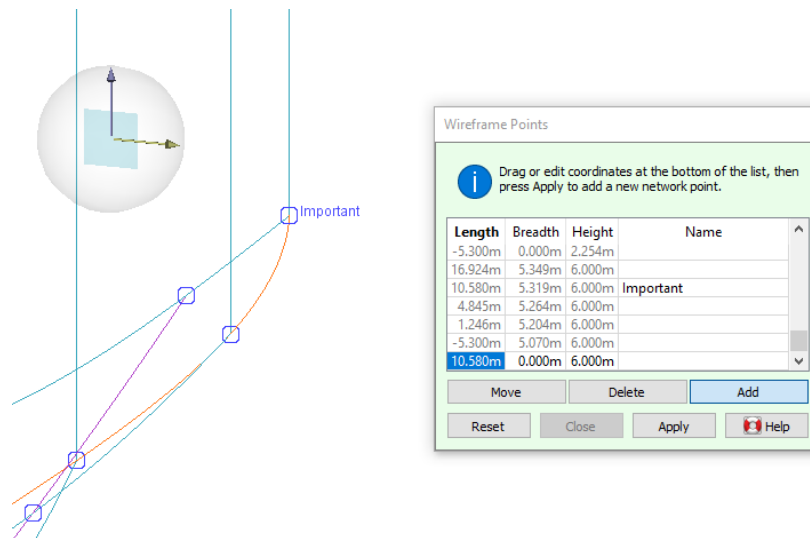 Important
Wireframe Points
Drag or edit coordinates at the bottom of the list, then
press Apply to add a new network point.
Length Breadth Height Name
-5.300m 0.000m 2.254m
16.924m 5.349m 6.000m
10.580m 5.319m 6.000m Important
4.845m 5.264m 6.000m
1.246m 5.204m 6.000m
-5.300m 5.070m 6.000m
10.580m 0.000m 6.000m
Move Delete Add
Reset Close Apply Help